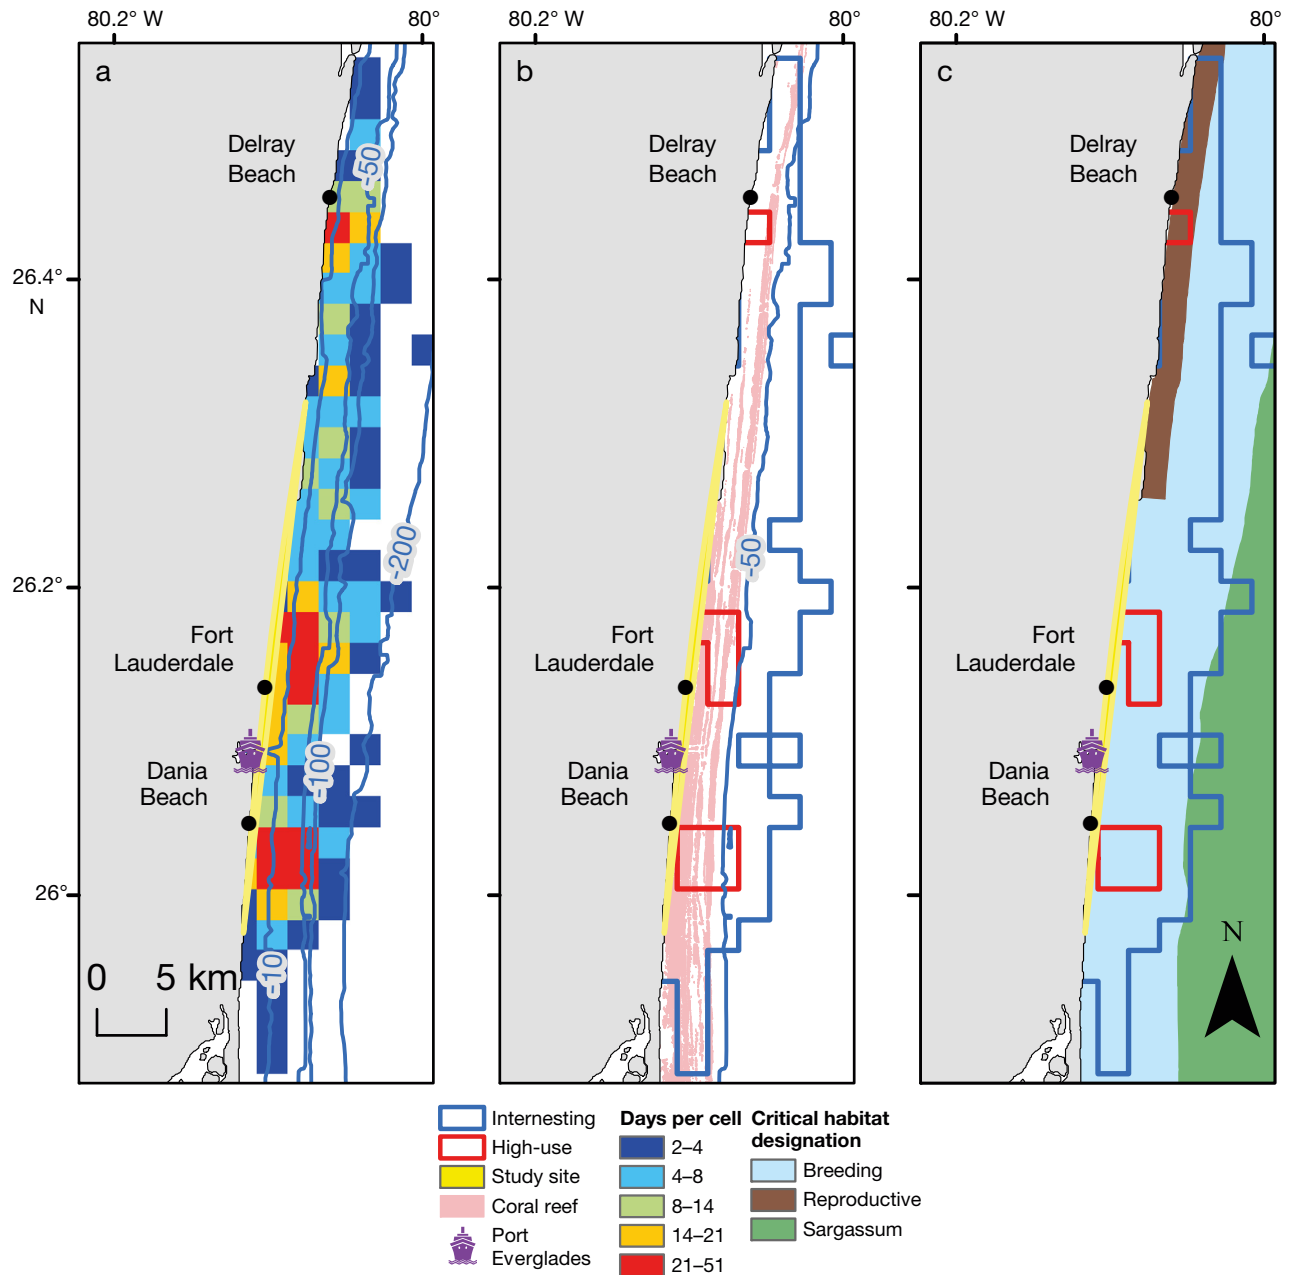 80.2° W
80°
80.2° W
80°
80.2° W
80°
a
b
c
Delray
Beach
Delray
Beach
Delray
Beach
-50
26.4°
N
-200
-50
26.2°
Fort
Lauderdale
Fort
Lauderdale
Fort
Lauderdale
-100
Dania
Beach
Dania
Beach
Dania
Beach
26°
-10
0 5 km
N
Internesting
High-use
Study site
Coral reef
Port
Everglades
Days per cell
2–4
4–8
8–14
14–21
21–51
Critical habitat
designation
Breeding
Reproductive
Sargassum